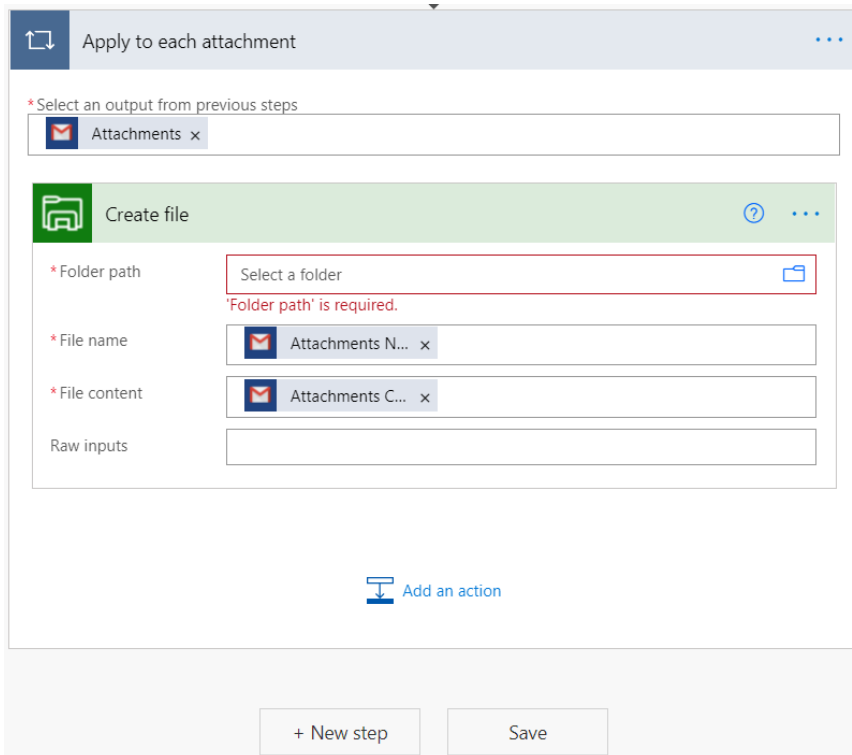 Apply to each attachment
*Select an output from previous steps
Attachments ×
Create file
*Folder path
Select a folder
'Folder path' is required.
*File name
Attachments N... ×
*File content
Attachments C... ×
Raw inputs
Add an action
+ New step
Save